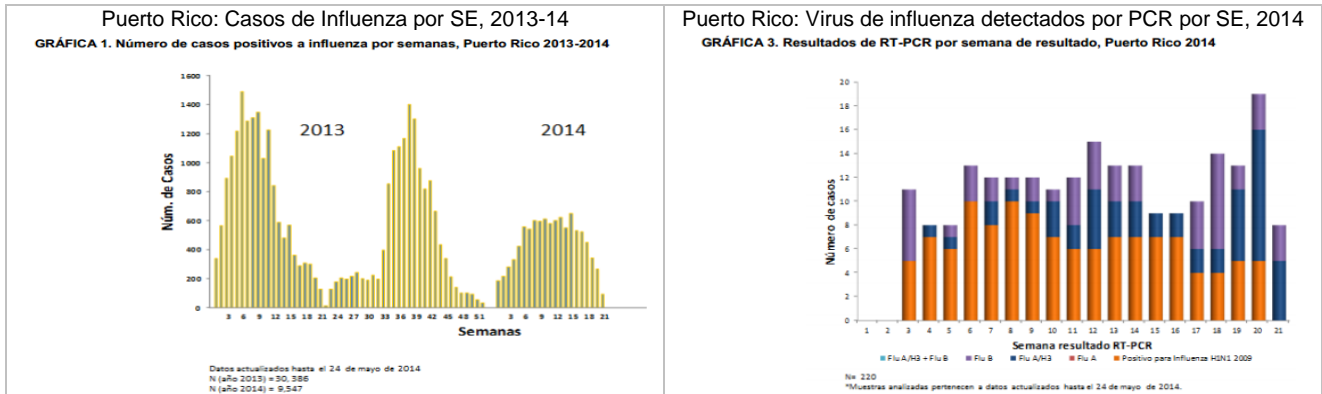 Puerto Rico: Casos de Influenza por SE, 2013-14
GRÁFICA 1. Número de casos positivos a influenza por semanas, Puerto Rico 2013-2014
1600
1400
1200
1000
800
600
400
200
0
Núm. de Casos
2013
2014
3 6 9 12 15 18 21 24 27 30 33 36 39 42 45 48 51 3 6 9 12 15 18 21
Semanas
Datos actualizados hasta el 24 de mayo de 2014
N (año 2013) =30,386
N (año 2014) = 9,547
Puerto Rico: Virus de influenza detectados por PCR por SE, 2014
GRÁFICA 3. Resultados de RT-PCR por semana de resultado, Puerto Rico 2014
20
18
16
14
12
10
8
6
4
2
0
Número de casos
1 2 3 4 5 6 7 8 9 10 11 12 13 14 15 16 17 18 19 20 21
Semana resultado RT-PCR
Flu A/H3 + Flu B Flu B Flu A/H3 Flu A Positivo para Influenza H1N1 2009
N= 220
*Muestras analizadas pertenecen a datos actualizados hasta el 24 de mayo de 2014.